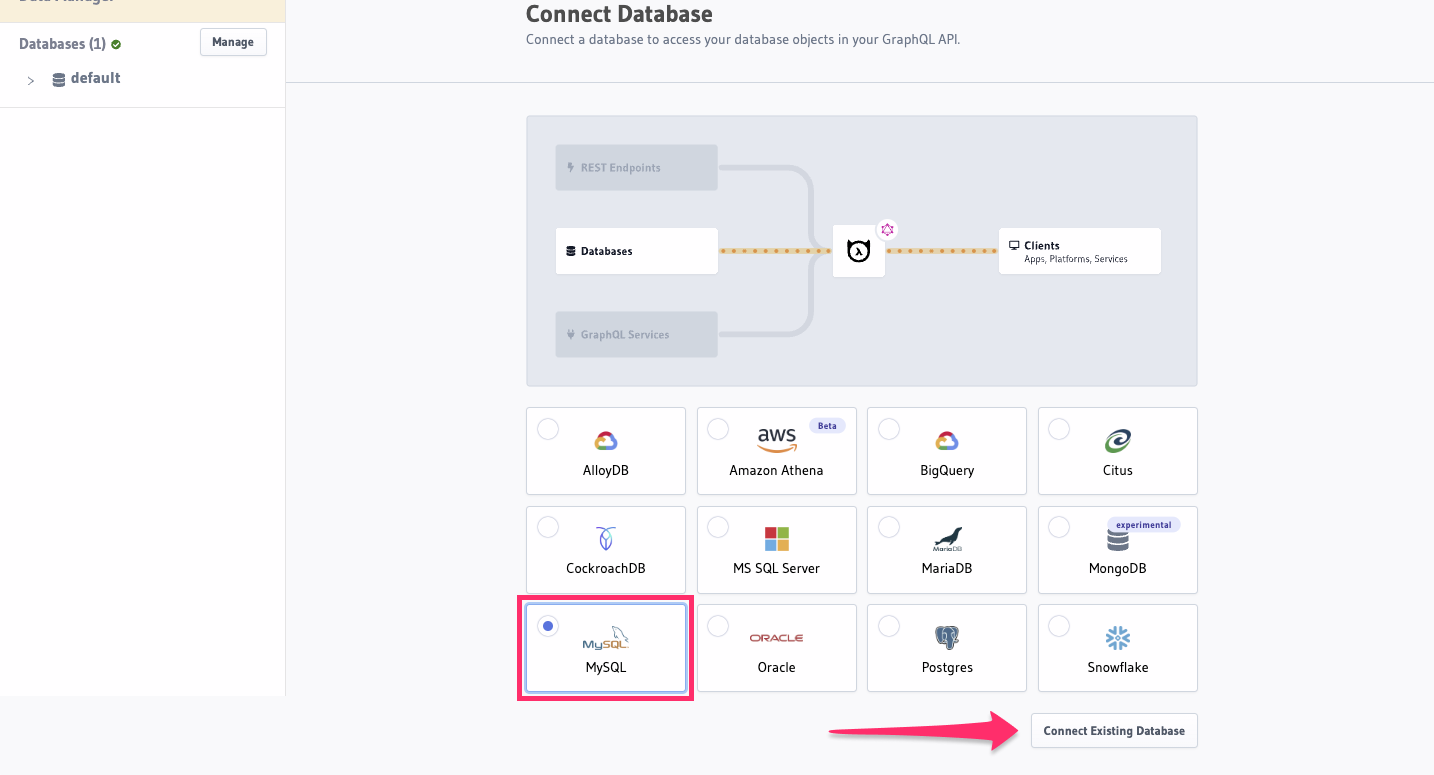 Data Manager
Databases (1)
Manage
default
Connect Database
Connect a database to access your database objects in your GraphQL API.
REST Endpoints
Databases
Clients
Apps, Platforms, Services
GraphQL Services
AlloyDB
aws
Beta
Amazon Athena
BigQuery
Citus
CockroachDB
MS SQL Server
MariaDB
MariaDB
experimental
MongoDB
MySQL
MySQL
ORACLE
Oracle
Postgres
Snowflake
Connect Existing Database